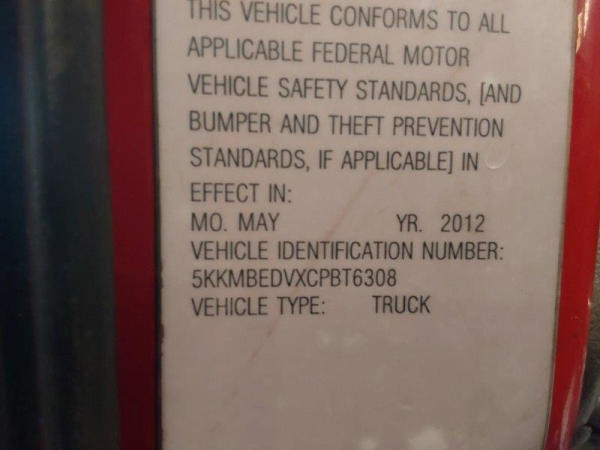 THIS VEHICLE CONFORMS TO ALL
APPLICABLE FEDERAL MOTOR
VEHICLE SAFETY STANDARDS, [AND
BUMPER AND THEFT PREVENTION
STANDARDS, IF APPLICABLE] IN
EFFECT IN:
MO. MAY YR. 2012
VEHICLE IDENTIFICATION NUMBER:
5KKMBEDVXCPBT6308
VEHICLE TYPE: TRUCK